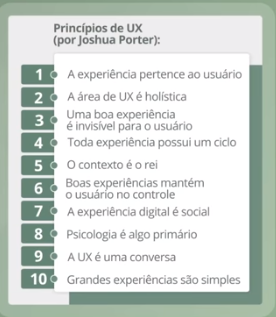 Princípios de UX
(por Joshua Porter):
1 A experiência pertence ao usuário
2 A área de UX é holística
3 Uma boa experiência
é invisível para o usuário
4 Toda experiência possui um ciclo
5 O contexto é o rei
6 Boas experiências mantém
o usuário no controle
7 A experiência digital é social
8 Psicologia é algo primário
9 A UX é uma conversa
10 Grandes experiências são simples